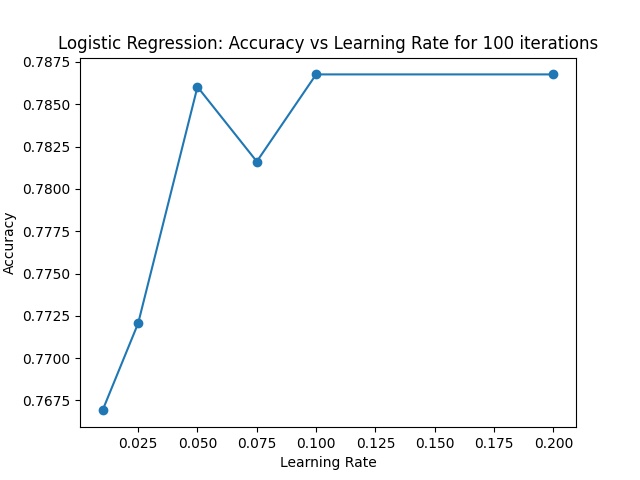 Logistic Regression: Accuracy vs Learning Rate for 100 iterations
0.7875
0.7850
0.7825
0.7800
0.7775
0.7750
0.7725
0.7700
0.7675
Accuracy
0.025 0.050 0.075 0.100 0.125 0.150 0.175 0.200
Learning Rate